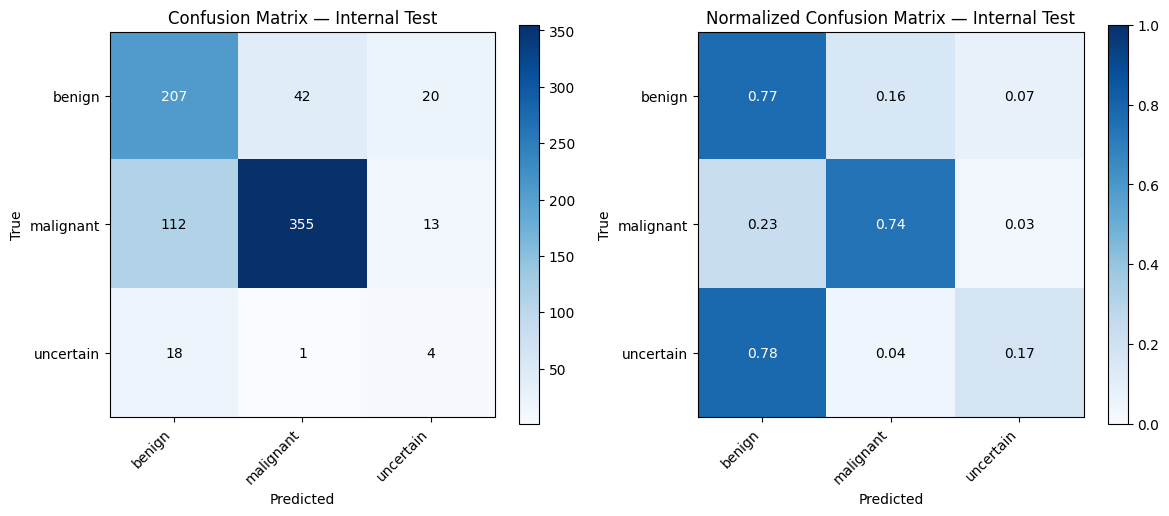 Confusion Matrix — Internal Test
benign 207 42 20
malignant 112 355 13
uncertain 18 1 4
benign malignant uncertain
True
Predicted
350
300
250
200
150
100
50
Normalized Confusion Matrix — Internal Test
benign 0.77 0.16 0.07
malignant 0.23 0.74 0.03
uncertain 0.78 0.04 0.17
benign malignant uncertain
True
Predicted
1.0
0.8
0.6
0.4
0.2
0.0